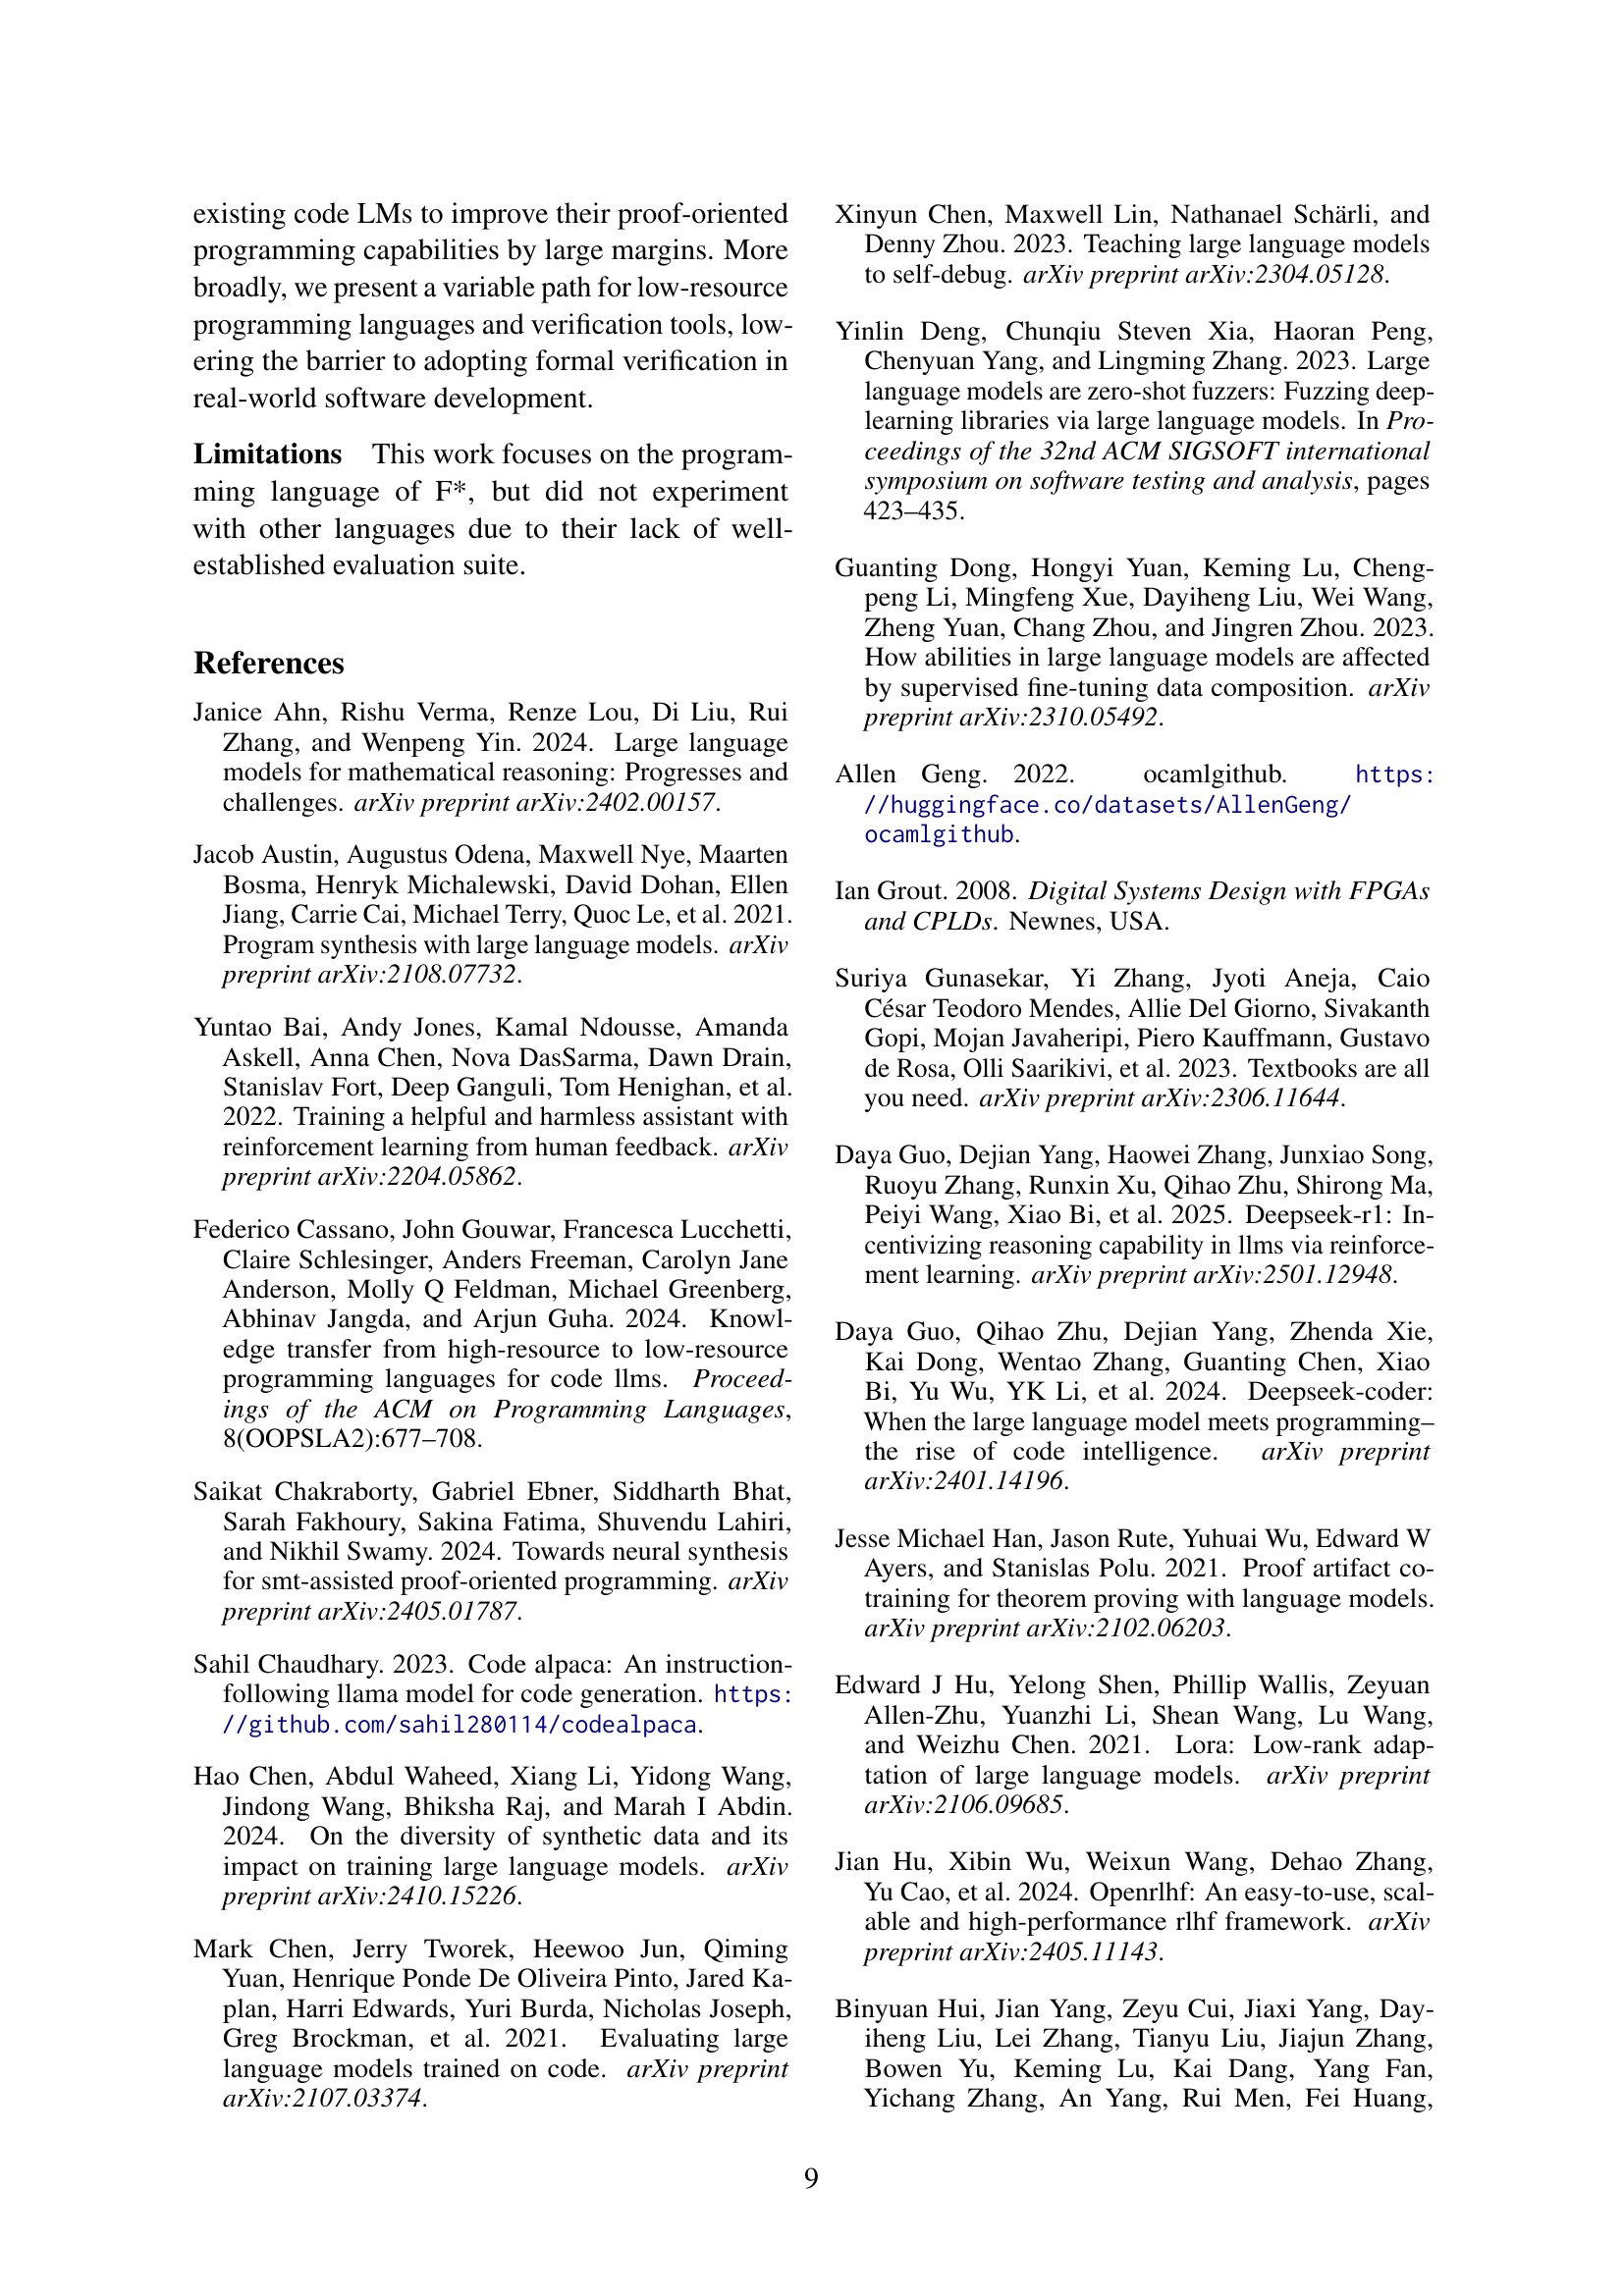 existing code LMs to improve their proof-oriented
programming capabilities by large margins. More
broadly, we present a variable path for low-resource
programming languages and verification tools, low-
ering the barrier to adopting formal verification in
real-world software development.
Limitations This work focuses on the program-
ming language of F*, but did not experiment
with other languages due to their lack of well-
established evaluation suite.
References
Janice Ahn, Rishu Verma, Renze Lou, Di Liu, Rui
Zhang, and Wenpeng Yin. 2024. Large language
models for mathematical reasoning: Progresses and
challenges. arXiv preprint arXiv:2402.00157.
Jacob Austin, Augustus Odena, Maxwell Nye, Maarten
Bosma, Henryk Michalewski, David Dohan, Ellen
Jiang, Carrie Cai, Michael Terry, Quoc Le, et al. 2021.
Program synthesis with large language models. arXiv
preprint arXiv:2108.07732.
Yuntao Bai, Andy Jones, Kamal Ndousse, Amanda
Askell, Anna Chen, Nova DasSarma, Dawn Drain,
Stanislav Fort, Deep Ganguli, Tom Henighan, et al.
2022. Training a helpful and harmless assistant with
reinforcement learning from human feedback. arXiv
preprint arXiv:2204.05862.
Federico Cassano, John Gouwar, Francesca Lucchetti,
Claire Schlesinger, Anders Freeman, Carolyn Jane
Anderson, Molly Q Feldman, Michael Greenberg,
Abhinav Jangda, and Arjun Guha. 2024. Knowl-
edge transfer from high-resource to low-resource
programming languages for code llms. Proceed-
ings of the ACM on Programming Languages,
8(OOPSLA2):677–708.
Saikat Chakraborty, Gabriel Ebner, Siddharth Bhat,
Sarah Fakhoury, Sakina Fatima, Shuvendu Lahiri,
and Nikhil Swamy. 2024. Towards neural synthesis
for smt-assisted proof-oriented programming. arXiv
preprint arXiv:2405.01787.
Sahil Chaudhary. 2023. Code alpaca: An instruction-
following llama model for code generation. https:
//github.com/sahil280114/codealpaca.
Hao Chen, Abdul Waheed, Xiang Li, Yidong Wang,
Jindong Wang, Bhiksha Raj, and Marah I Abdin.
2024. On the diversity of synthetic data and its
impact on training large language models. arXiv
preprint arXiv:2410.15226.
Mark Chen, Jerry Tworek, Heewoo Jun, Qiming
Yuan, Henrique Ponde De Oliveira Pinto, Jared Ka-
plan, Harri Edwards, Yuri Burda, Nicholas Joseph,
Greg Brockman, et al. 2021. Evaluating large
language models trained on code. arXiv preprint
arXiv:2107.03374.
Xinyun Chen, Maxwell Lin, Nathanael Schärli, and
Denny Zhou. 2023. Teaching large language models
to self-debug. arXiv preprint arXiv:2304.05128.
Yinlin Deng, Chunqiu Steven Xia, Haoran Peng,
Chenyuan Yang, and Lingming Zhang. 2023. Large
language models are zero-shot fuzzers: Fuzzing deep-
learning libraries via large language models. In Pro-
ceedings of the 32nd ACM SIGSOFT international
symposium on software testing and analysis, pages
423–435.
Guanting Dong, Hongyi Yuan, Keming Lu, Cheng-
peng Li, Mingfeng Xue, Dayiheng Liu, Wei Wang,
Zheng Yuan, Chang Zhou, and Jingren Zhou. 2023.
How abilities in large language models are affected
by supervised fine-tuning data composition. arXiv
preprint arXiv:2310.05492.
Allen Geng. 2022. ocamlgithub. https:
//huggingface.co/datasets/AllenGeng/
ocamlgithub.
Ian Grout. 2008. Digital Systems Design with FPGAs
and CPLDs. Newnes, USA.
Suriya Gunasekar, Yi Zhang, Jyoti Aneja, Caio
César Teodoro Mendes, Allie Del Giorno, Sivakanth
Gopi, Mojan Javaheripi, Piero Kauffmann, Gustavo
de Rosa, Olli Saarikivi, et al. 2023. Textbooks are all
you need. arXiv preprint arXiv:2306.11644.
Daya Guo, Dejian Yang, Haowei Zhang, Junxiao Song,
Ruoyu Zhang, Runxin Xu, Qihao Zhu, Shirong Ma,
Peiyi Wang, Xiao Bi, et al. 2025. Deepseek-r1: In-
centivizing reasoning capability in llms via reinforce-
ment learning. arXiv preprint arXiv:2501.12948.
Daya Guo, Qihao Zhu, Dejian Yang, Zhenda Xie,
Kai Dong, Wentao Zhang, Guanting Chen, Xiao
Bi, Yu Wu, YK Li, et al. 2024. Deepseek-coder:
When the large language model meets programming–
the rise of code intelligence. arXiv preprint
arXiv:2401.14196.
Jesse Michael Han, Jason Rute, Yuhuai Wu, Edward W
Ayers, and Stanislas Polu. 2021. Proof artifact co-
training for theorem proving with language models.
arXiv preprint arXiv:2102.06203.
Edward J Hu, Yelong Shen, Phillip Wallis, Zeyuan
Allen-Zhu, Yuanzhi Li, Shean Wang, Lu Wang,
and Weizhu Chen. 2021. Lora: Low-rank adap-
tation of large language models. arXiv preprint
arXiv:2106.09685.
Jian Hu, Xibin Wu, Weixun Wang, Dehao Zhang,
Yu Cao, et al. 2024. Openrlhf: An easy-to-use, scal-
able and high-performance rlhf framework. arXiv
preprint arXiv:2405.11143.
Binyuan Hui, Jian Yang, Zeyu Cui, Jiaxi Yang, Day-
iheng Liu, Lei Zhang, Tianyu Liu, Jiajun Zhang,
Bowen Yu, Keming Lu, Kai Dang, Yang Fan,
Yichang Zhang, An Yang, Rui Men, Fei Huang,
9